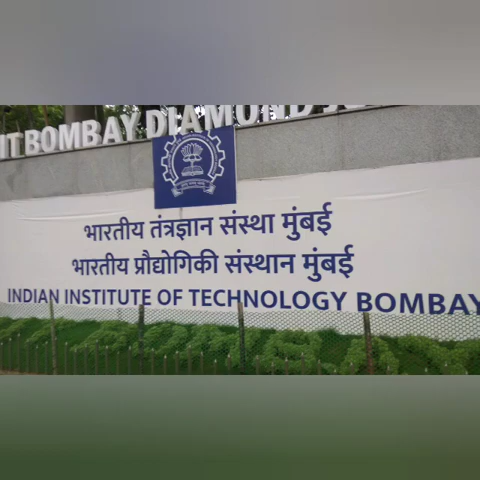 IIT BOMBAY DIAMOND
भारतीय तंत्रज्ञान संस्था मुंबई
भारतीय प्रौद्योगिकी संस्थान मुंबई
INDIAN INSTITUTE OF TECHNOLOGY BOMBAY